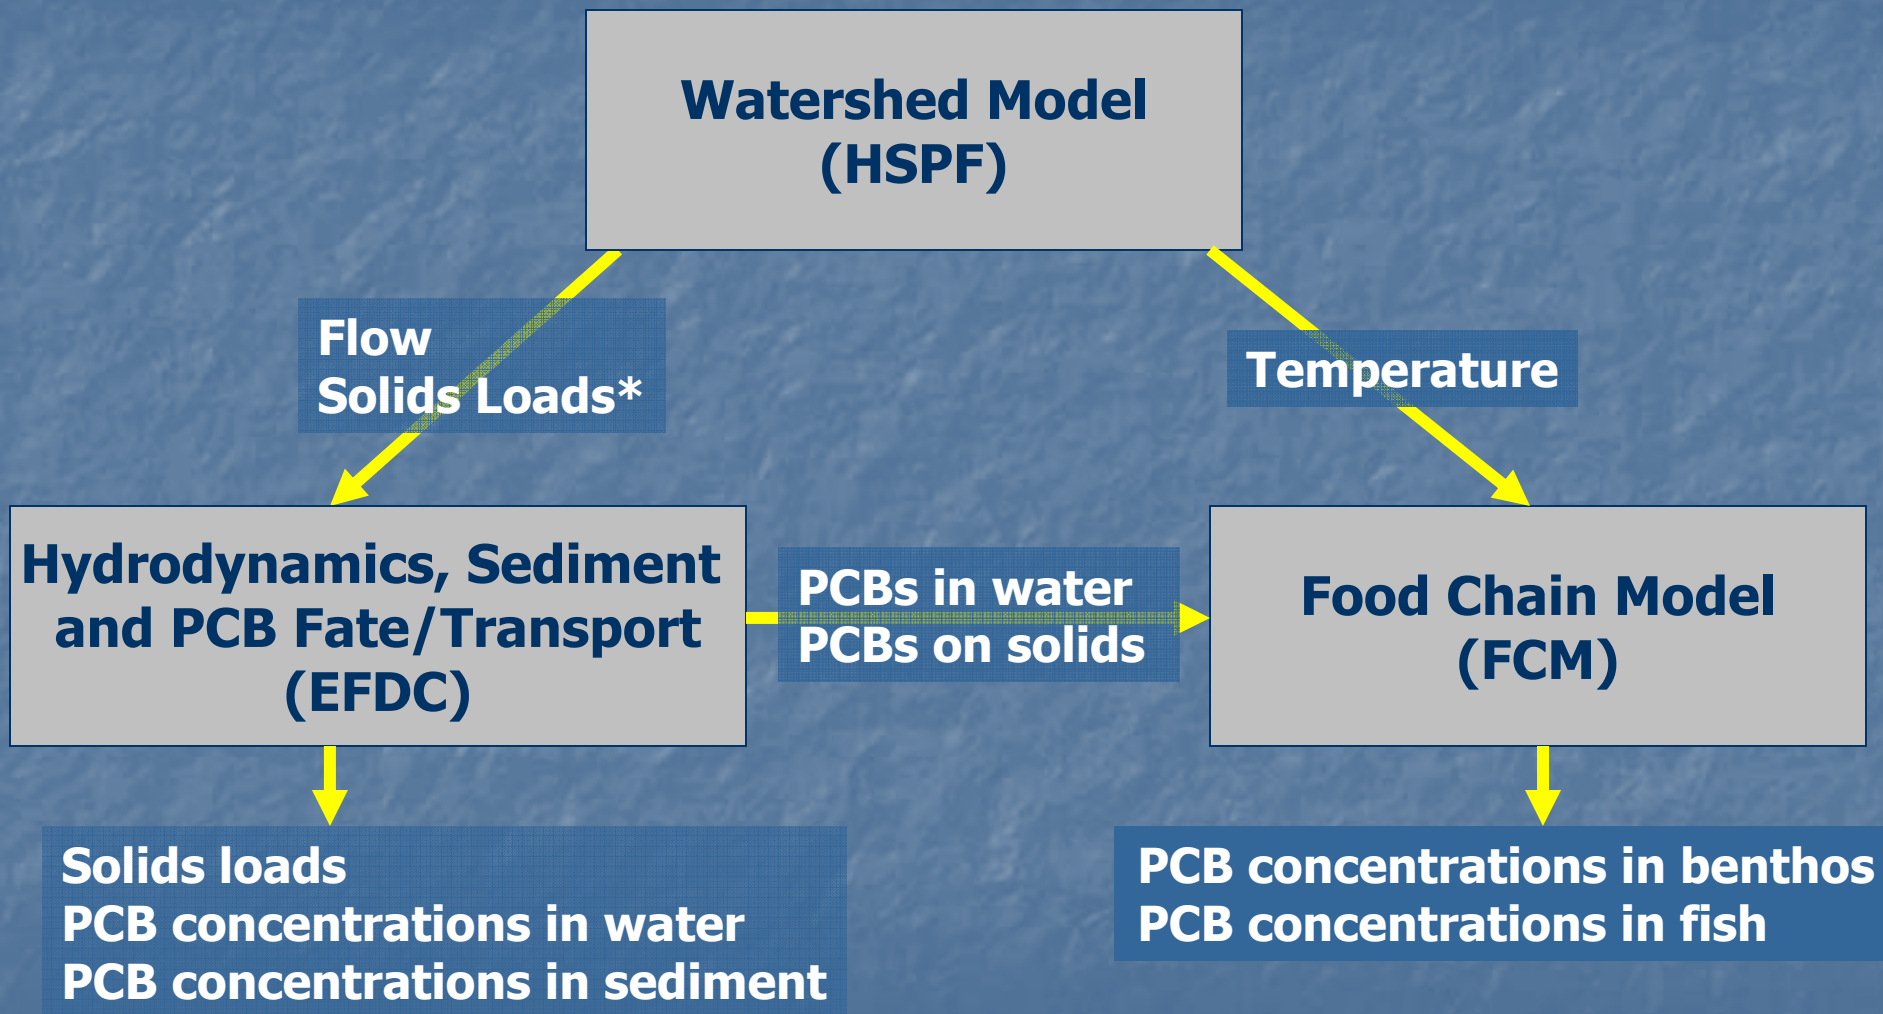 Watershed Model
(HSPF)
Flow
Solids Loads*
Temperature
Hydrodynamics, Sediment
and PCB Fate/Transport
(EFDC)
PCBs in water
PCBs on solids
Food Chain Model
(FCM)
Solids loads
PCB concentrations in water
PCB concentrations in sediment
PCB concentrations in benthos
PCB concentrations in fish